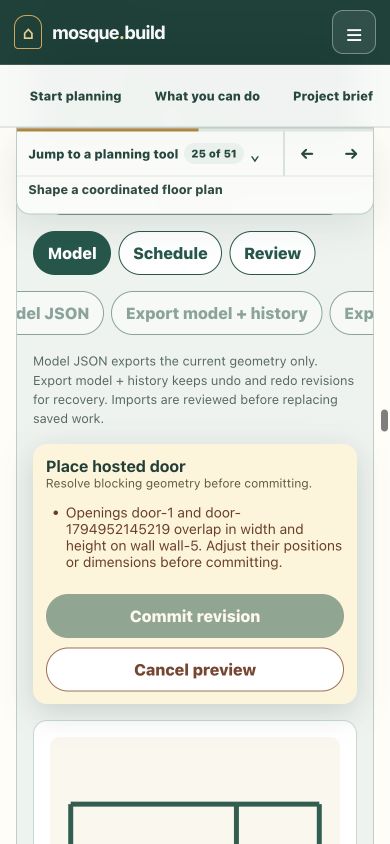 mosque.build
Start planning
What you can do
Project brief
Jump to a planning tool
25 of 51
Shape a coordinated floor plan
Model
Schedule
Review
del JSON
Export model + history
Exp
Model JSON exports the current geometry only.
Export model + history keeps undo and redo revisions
for recovery. Imports are reviewed before replacing
saved work.
Place hosted door
Resolve blocking geometry before committing.
• Openings door-1 and door-
1794952145219 overlap in width and
height on wall wall-5. Adjust their positions
or dimensions before committing.
Commit revision
Cancel preview